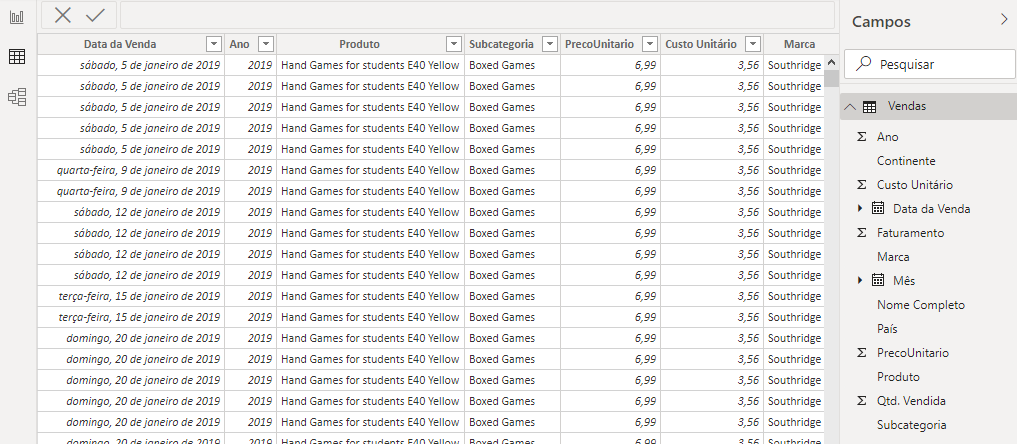 Data da Venda Ano Produto Subcategoria PrecoUnitario Custo Unitário Marca
sábado, 5 de janeiro de 2019 2019 Hand Games for students E40 Yellow Boxed Games 6,99 3,56 Southridge
sábado, 5 de janeiro de 2019 2019 Hand Games for students E40 Yellow Boxed Games 6,99 3,56 Southridge
sábado, 5 de janeiro de 2019 2019 Hand Games for students E40 Yellow Boxed Games 6,99 3,56 Southridge
sábado, 5 de janeiro de 2019 2019 Hand Games for students E40 Yellow Boxed Games 6,99 3,56 Southridge
sábado, 5 de janeiro de 2019 2019 Hand Games for students E40 Yellow Boxed Games 6,99 3,56 Southridge
quarta-feira, 9 de janeiro de 2019 2019 Hand Games for students E40 Yellow Boxed Games 6,99 3,56 Southridge
quarta-feira, 9 de janeiro de 2019 2019 Hand Games for students E40 Yellow Boxed Games 6,99 3,56 Southridge
sábado, 12 de janeiro de 2019 2019 Hand Games for students E40 Yellow Boxed Games 6,99 3,56 Southridge
sábado, 12 de janeiro de 2019 2019 Hand Games for students E40 Yellow Boxed Games 6,99 3,56 Southridge
sábado, 12 de janeiro de 2019 2019 Hand Games for students E40 Yellow Boxed Games 6,99 3,56 Southridge
sábado, 12 de janeiro de 2019 2019 Hand Games for students E40 Yellow Boxed Games 6,99 3,56 Southridge
terça-feira, 15 de janeiro de 2019 2019 Hand Games for students E40 Yellow Boxed Games 6,99 3,56 Southridge
terça-feira, 15 de janeiro de 2019 2019 Hand Games for students E40 Yellow Boxed Games 6,99 3,56 Southridge
domingo, 20 de janeiro de 2019 2019 Hand Games for students E40 Yellow Boxed Games 6,99 3,56 Southridge
domingo, 20 de janeiro de 2019 2019 Hand Games for students E40 Yellow Boxed Games 6,99 3,56 Southridge
domingo, 20 de janeiro de 2019 2019 Hand Games for students E40 Yellow Boxed Games 6,99 3,56 Southridge
domingo, 20 de janeiro de 2019 2019 Hand Games for students E40 Yellow Boxed Games 6,99 3,56 Southridge
domingo, 20 de janeiro de 2019 2019 Hand Games for students E40 Yellow Boxed Games 6,99 3,56 Southridge
domingo, 20 de janeiro de 2019 2019 Hand Games for students E40 Yellow Boxed Games 6,99 3,56 Southridge
Campos
Pesquisar
Vendas
Σ Ano
Continente
Σ Custo Unitário
Data da Venda
Σ Faturamento
Marca
Mês
Nome Completo
País
Σ PrecoUnitario
Produto
Σ Qtd. Vendida
Subcategoria